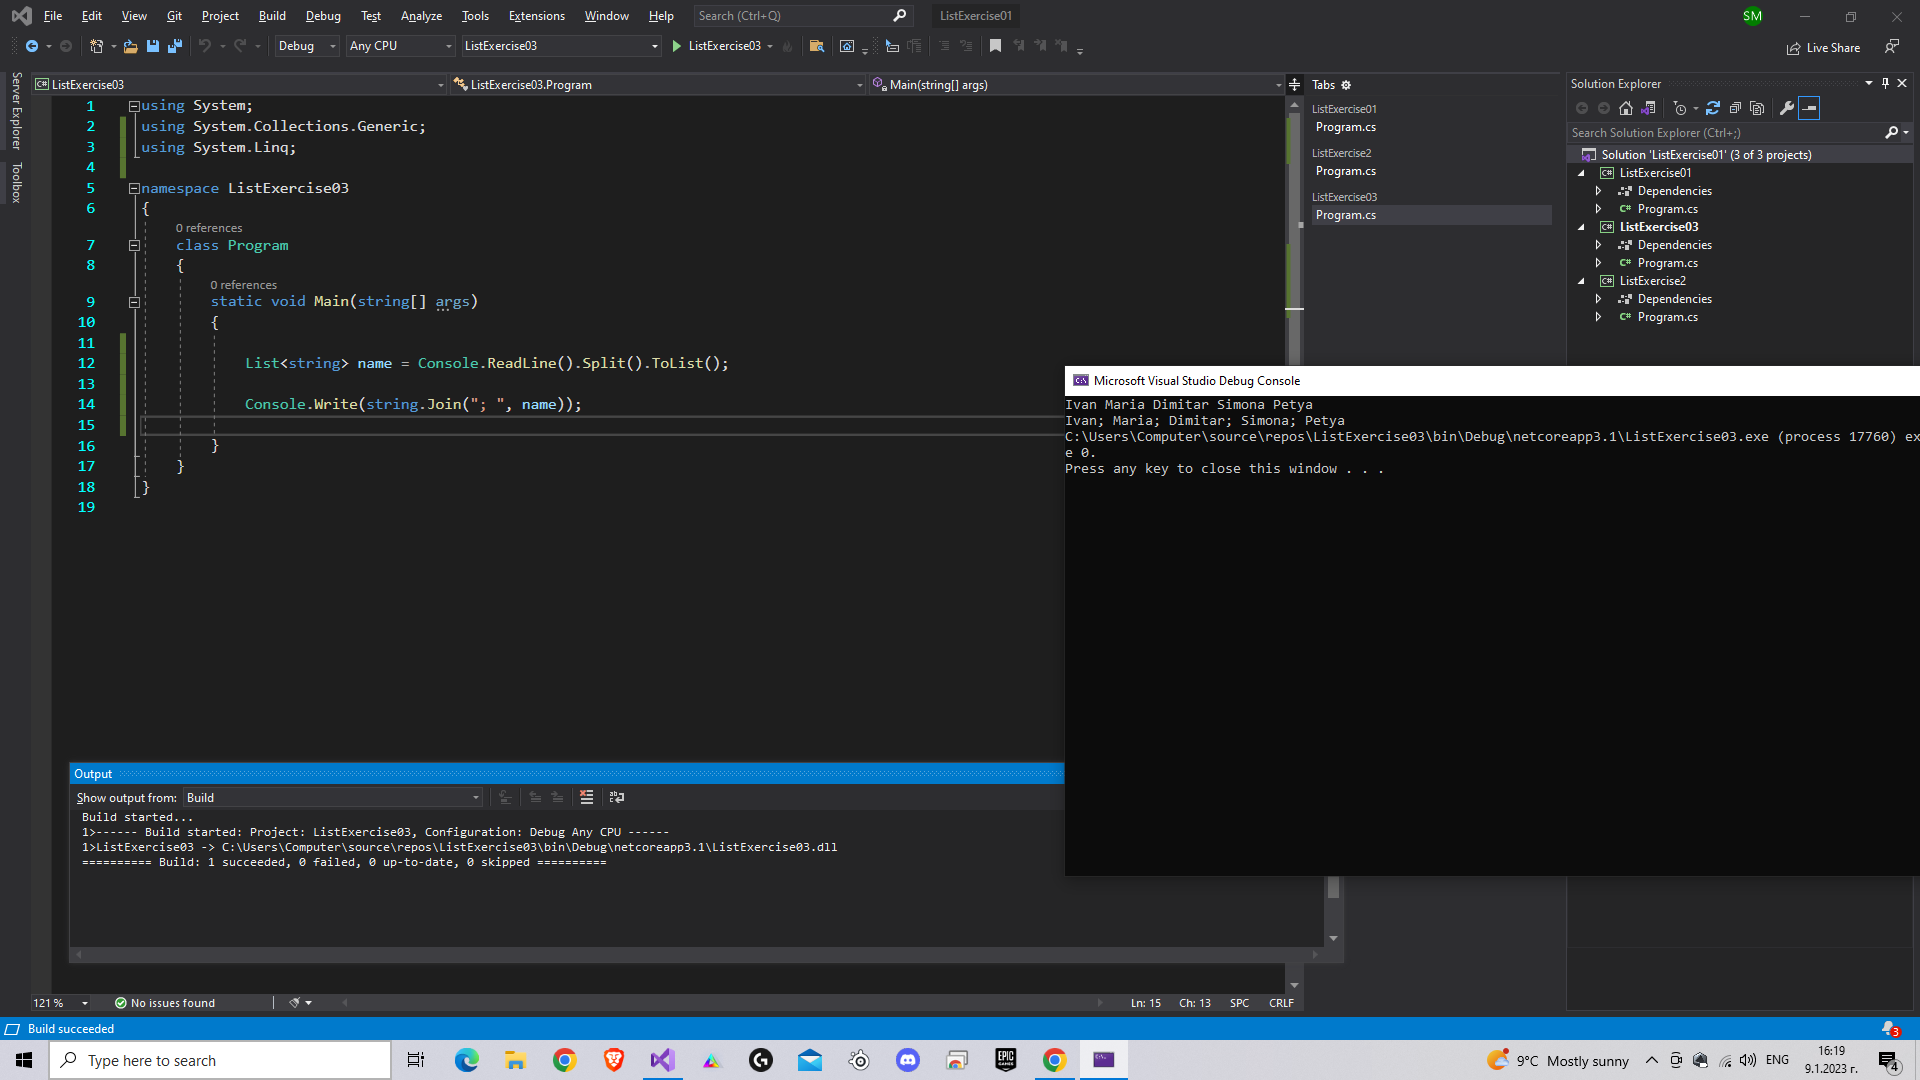 File Edit View Git Project Build Debug Test Analyze Tools Extensions Window Help Search (Ctrl+Q) ListExercise01 SM
Debug Any CPU ListExercise03 ListExercise03 Live Share
Server Explorer
Toolbox
C# ListExercise03 ListExercise03.Program Main(string[] args)
1 using System;
2 using System.Collections.Generic;
3 using System.Linq;
4
5 namespace ListExercise03
6 {
0 references
7 class Program
8 {
0 references
9 static void Main(string[] args)
10 {
11
12 List<string> name = Console.ReadLine().Split().ToList();
13
14 Console.Write(string.Join("; ", name));
15
16 }
17 }
18 }
19
Tabs
ListExercise01
Program.cs
ListExercise2
Program.cs
ListExercise03
Program.cs
Solution Explorer
Search Solution Explorer (Ctrl+;)
Solution 'ListExercise01' (3 of 3 projects)
C# ListExercise01
Dependencies
C# Program.cs
C# ListExercise03
Dependencies
C# Program.cs
C# ListExercise2
Dependencies
C# Program.cs
Microsoft Visual Studio Debug Console
Ivan Maria Dimitar Simona Petya
Ivan; Maria; Dimitar; Simona; Petya
C:\Users\Computer\source\repos\ListExercise03\bin\Debug\netcoreapp3.1\ListExercise03.exe (process 17760) ex
e 0.
Press any key to close this window . . .
Output
Show output from: Build
Build started...
1>------ Build started: Project: ListExercise03, Configuration: Debug Any CPU ------
1>ListExercise03 -> C:\Users\Computer\source\repos\ListExercise03\bin\Debug\netcoreapp3.1\ListExercise03.dll
========== Build: 1 succeeded, 0 failed, 0 up-to-date, 0 skipped ==========
121 % No issues found Ln: 15 Ch: 13 SPC CRLF
Build succeeded 3
Type here to search EPIC GAMES 9°C Mostly sunny ENG 16:19
9.1.2023 г. 4